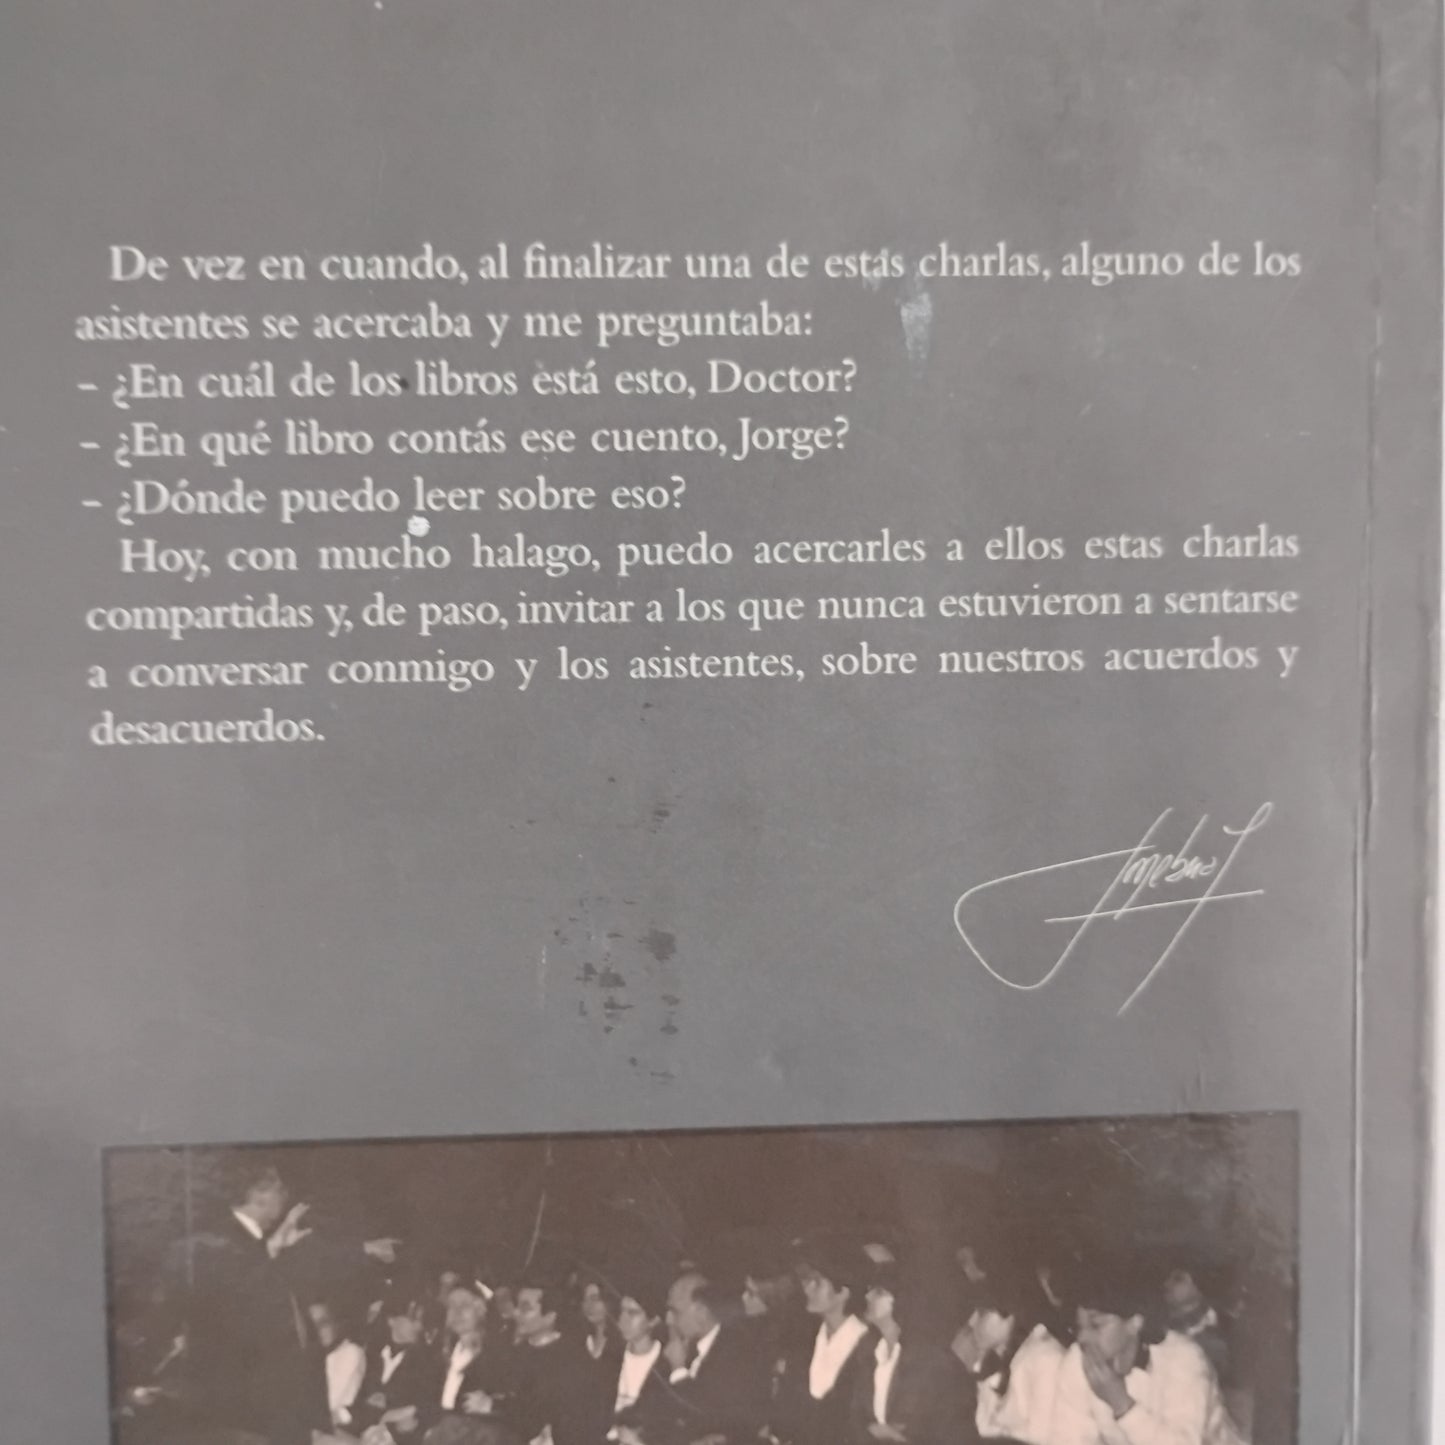 De vez en cuando, al finalizar una de estas charlas, alguno de los
asistentes se acercaba y me preguntaba:
– ¿En cuál de los libros está esto, Doctor?
– ¿En qué libro contás ese cuento, Jorge?
– ¿Dónde puedo leer sobre eso?
Hoy, con mucho halago, puedo acercarles a ellos estas charlas
compartidas y, de paso, invitar a los que nunca estuvieron a sentarse
a conversar conmigo y los asistentes, sobre nuestros acuerdos y
desacuerdos.